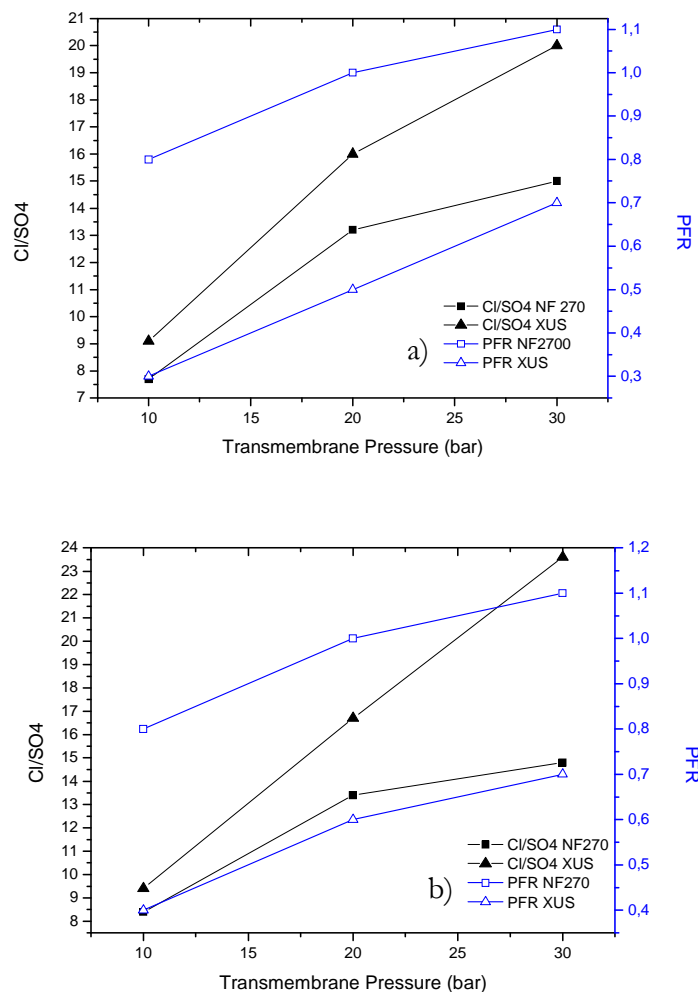 21
20
19
18
17
16
15
14
13
12
11
10
9
8
7
Cl/SO4
1,1
1,0
0,9
0,8
0,7
0,6
0,5
0,4
0,3
PFR
Cl/SO4 NF 270
Cl/SO4 XUS
PFR NF2700
PFR XUS
a)
10 15 20 25 30
Transmembrane Pressure (bar)
24
23
22
21
20
19
18
17
16
15
14
13
12
11
10
9
8
Cl/SO4
1,2
1,1
1,0
0,9
0,8
0,7
0,6
0,5
0,4
PFR
Cl/SO4 NF270
Cl/SO4 XUS
PFR NF270
PFR XUS
b)
10 15 20 25 30
Transmembrane Pressure (bar)